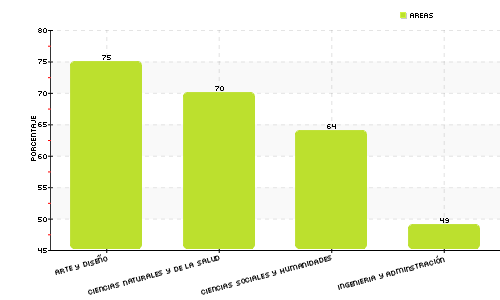 AREAS
PORCENTAJE
80
75
70
65
60
55
50
45
75
70
64
49
ARTE y DISEÑO
CIENCIAS NATURALES y DE LA SALUD
CIENCIAS SOCIALES y HUMANIDADES
INGENIERIA y ADMINSTRACIÓN